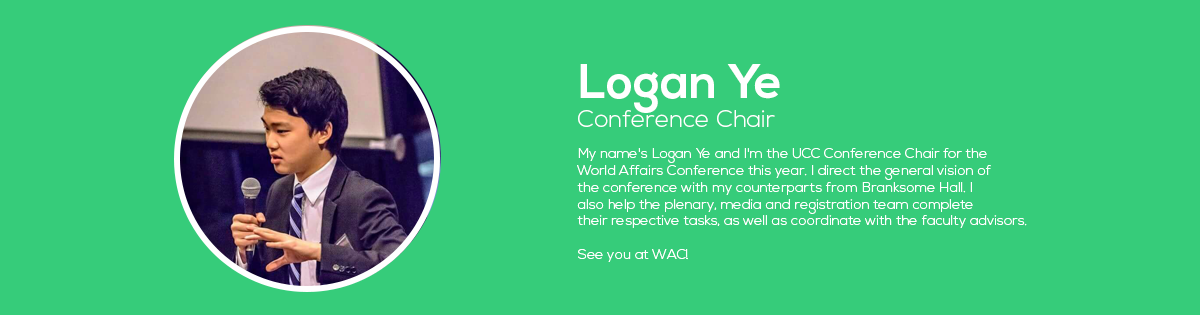 Logan Ye
Conference Chair
My name's Logan Ye and I'm the UCC Conference Chair for the
World Affairs Conference this year. I direct the general vision of
the conference with my counterparts from Branksome Hall. I
also help the plenary, media and registration team complete
their respective tasks, as well as coordinate with the faculty advisors.
See you at WAC!